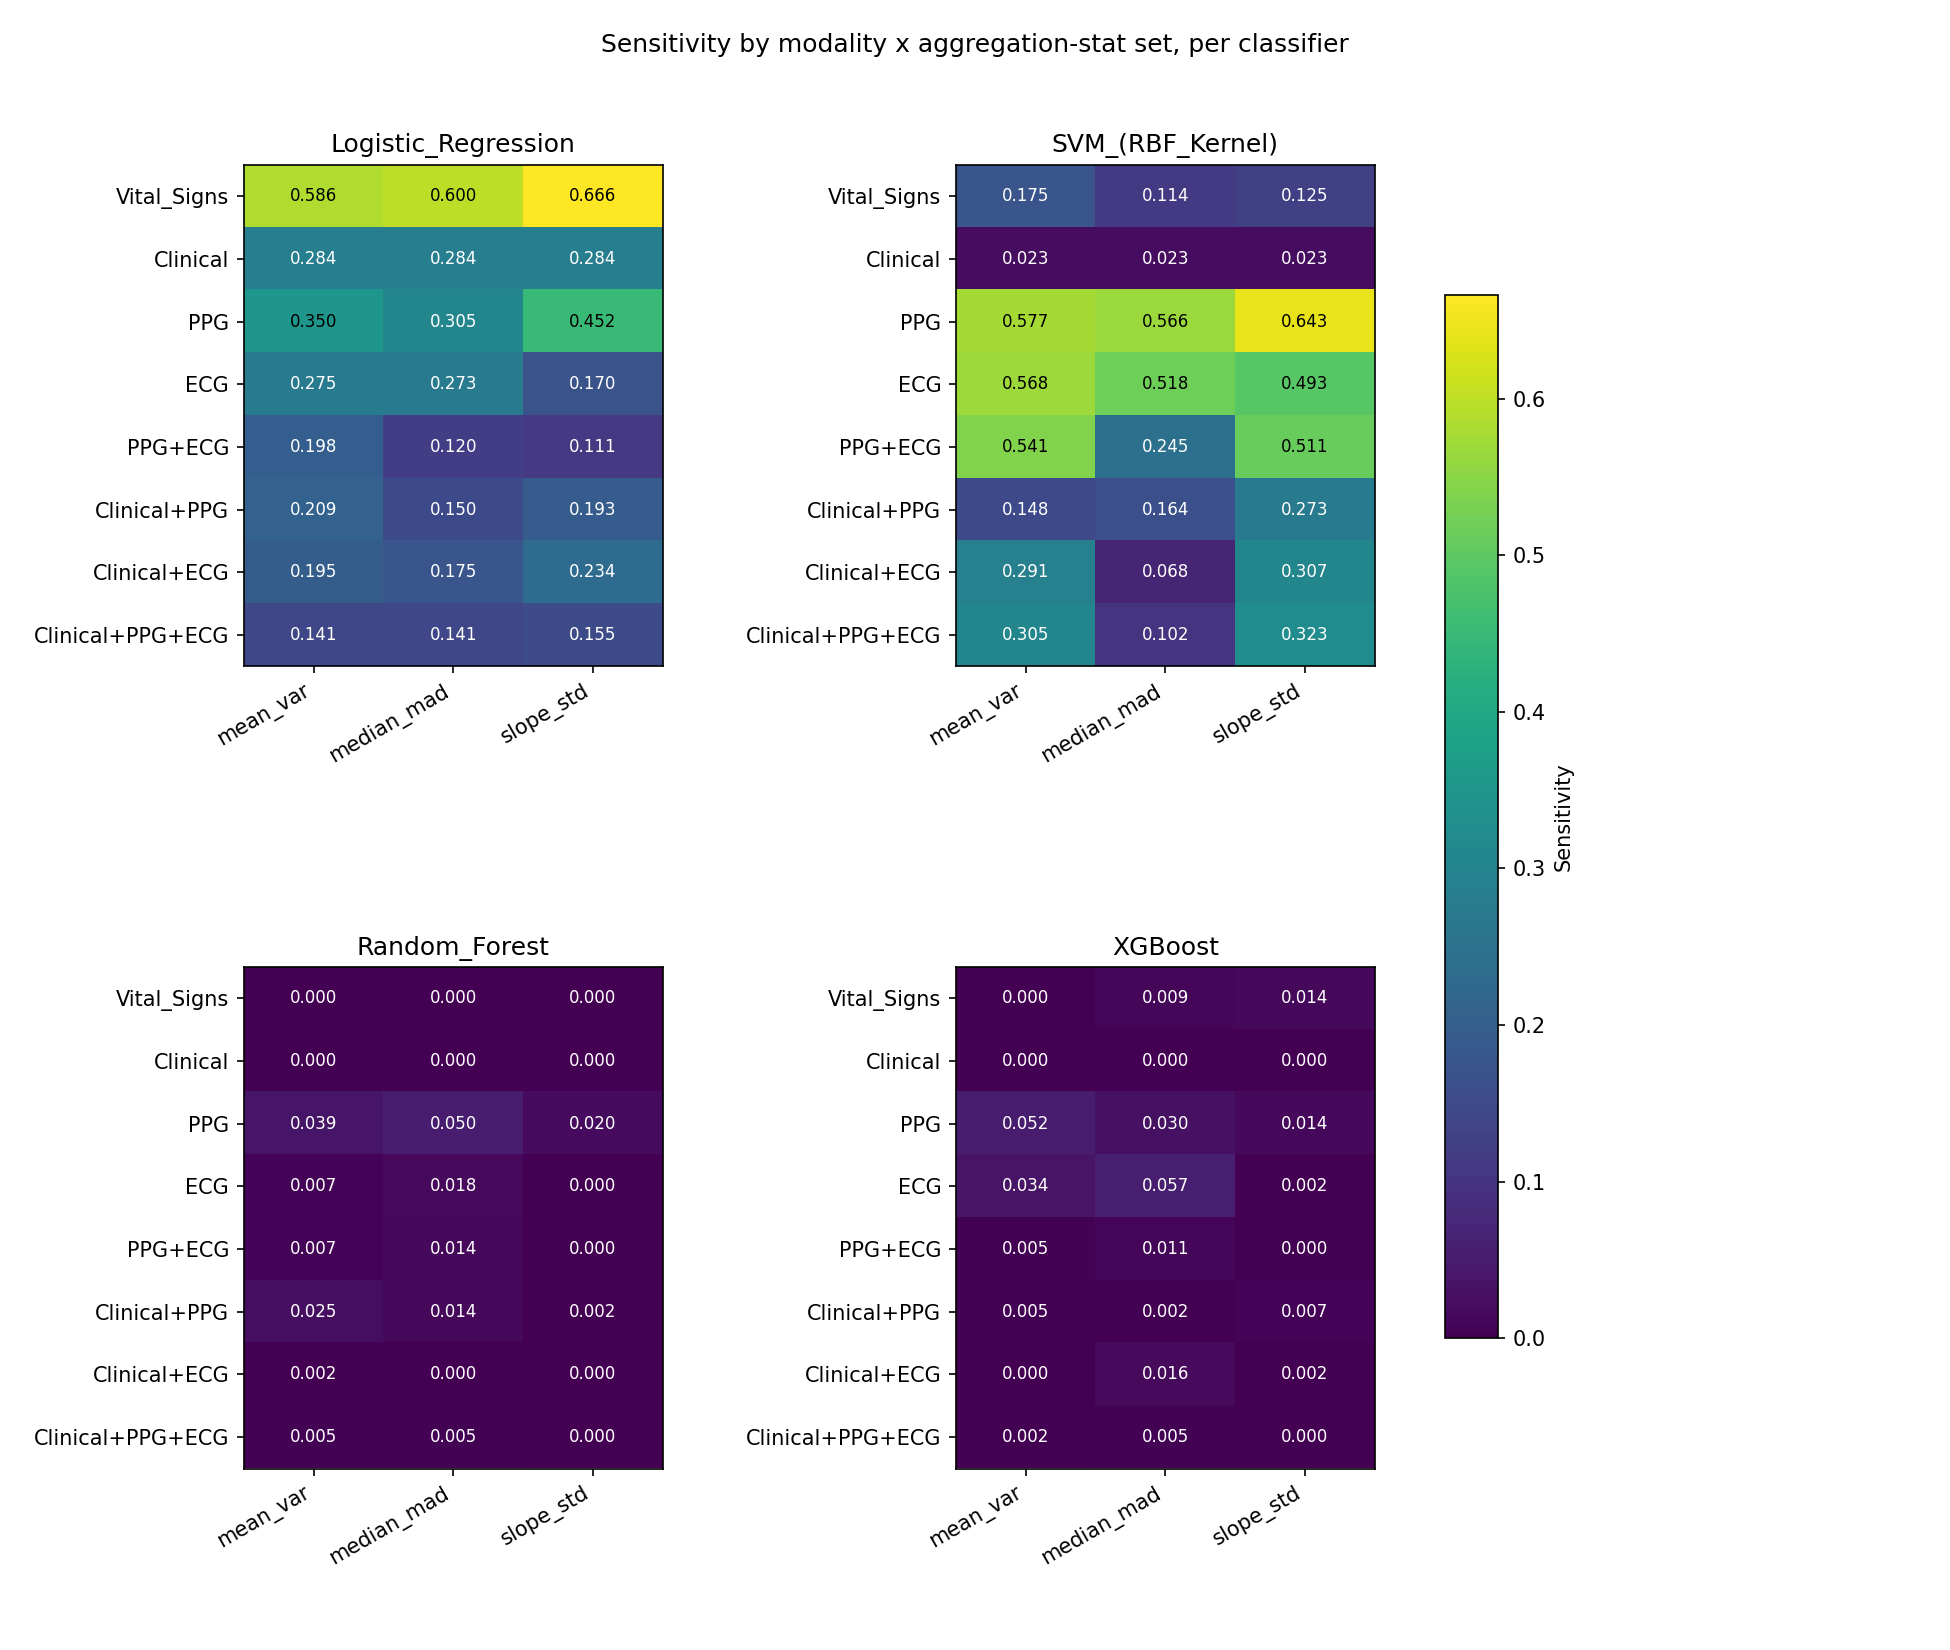 Sensitivity by modality x aggregation-stat set, per classifier
Logistic_Regression
Vital_Signs 0.586 0.600 0.666
Clinical 0.284 0.284 0.284
PPG 0.350 0.305 0.452
ECG 0.275 0.273 0.170
PPG+ECG 0.198 0.120 0.111
Clinical+PPG 0.209 0.150 0.193
Clinical+ECG 0.195 0.175 0.234
Clinical+PPG+ECG 0.141 0.141 0.155
mean_var median_mad slope_std
SVM_(RBF_Kernel)
Vital_Signs 0.175 0.114 0.125
Clinical 0.023 0.023 0.023
PPG 0.577 0.566 0.643
ECG 0.568 0.518 0.493
PPG+ECG 0.541 0.245 0.511
Clinical+PPG 0.148 0.164 0.273
Clinical+ECG 0.291 0.068 0.307
Clinical+PPG+ECG 0.305 0.102 0.323
mean_var median_mad slope_std
Random_Forest
Vital_Signs 0.000 0.000 0.000
Clinical 0.000 0.000 0.000
PPG 0.039 0.050 0.020
ECG 0.007 0.018 0.000
PPG+ECG 0.007 0.014 0.000
Clinical+PPG 0.025 0.014 0.002
Clinical+ECG 0.002 0.000 0.000
Clinical+PPG+ECG 0.005 0.005 0.000
mean_var median_mad slope_std
XGBoost
Vital_Signs 0.000 0.009 0.014
Clinical 0.000 0.000 0.000
PPG 0.052 0.030 0.014
ECG 0.034 0.057 0.002
PPG+ECG 0.005 0.011 0.000
Clinical+PPG 0.005 0.002 0.007
Clinical+ECG 0.000 0.016 0.002
Clinical+PPG+ECG 0.002 0.005 0.000
mean_var median_mad slope_std
0.6
0.5
0.4
0.3
0.2
0.1
0.0
Sensitivity